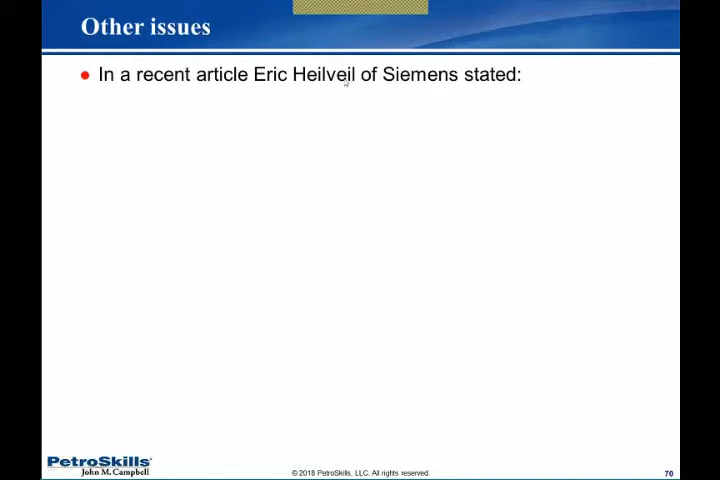 Other issues
In a recent article Eric Heilveil of Siemens stated:
PetroSkills®
John M. Campbell
© 2018 PetroSkills, LLC. All rights reserved.
70